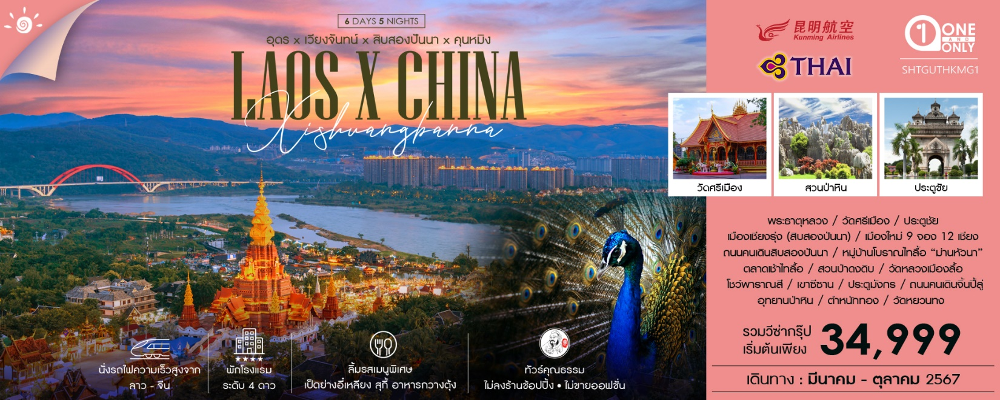 6 DAYS 5 NIGHTS
อุดร x เวียงจันทน์ x สิบสองปันนา x คุนหมิง
LAOS X CHINA
Xishuangbanna
昆明航空
Kunming Airlines
THAI
1
ONE
AND
ONLY
SHTGUTHKMG1
วัดศรีเมือง
สวนป่าหิน
ประตูชัย
พระธาตุหลวง / วัดศรีเมือง / ประตูชัย
เมืองเชียงรุ่ง (สิบสองปันนา) / เมืองใหม่ 9 จอง 12 เชียง
ถนนคนเดินสิบสองปันนา / หมู่บ้านโบราณไทลื้อ “ม่านหัวนา”
ตลาดเช้าไทลื้อ / สวนป่าดงดิบ / วัดหลวงเมืองลื้อ
โชว์พาราณสี / เขาซีซาน / ประตูมังกร / ถนนคนเดินจิ้นปี้ลู่
อุทยานป่าหิน / ตำหนักทอง / วัดหยวนทง
รวมวีซ่ากรุ๊ป
เริ่มต้นเพียง 34,999
เดินทาง : มีนาคม - ตุลาคม 2567
นั่งรถไฟความเร็วสูงจาก
ลาว - จีน
พักโรงแรม
ระดับ 4 ดาว
ลิ้มรสเมนูพิเศษ
เป็ดย่างอี๋เหลียง สุกี้ อาหารกวางตุ้ง
ทัวร์คุณธรรม
ไม่ลงร้านช้อปปิ้ง • ไม่ขายออฟชั่น